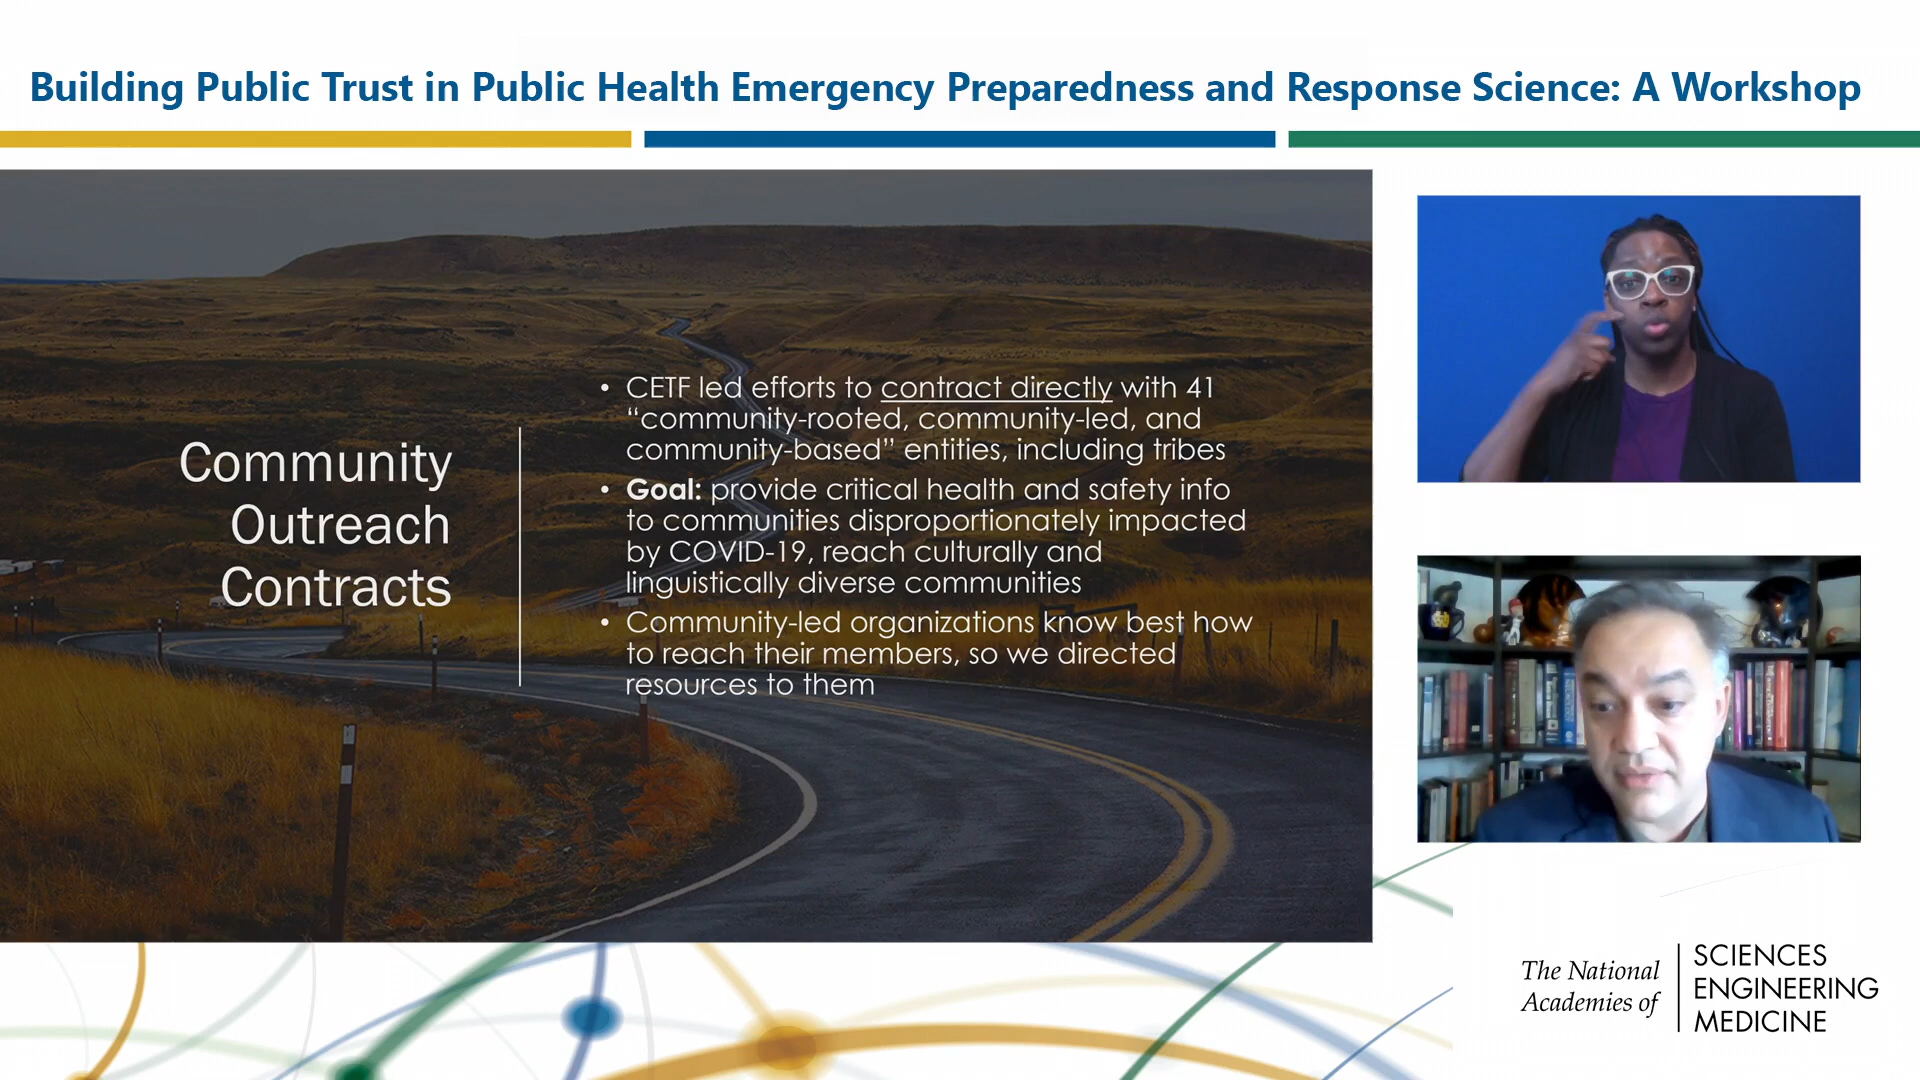 Building Public Trust in Public Health Emergency Preparedness and Response Science: A Workshop
Community
Outreach
Contracts
• CETF led efforts to contract directly with 41
“community-rooted, community-led, and
community-based” entities, including tribes
• Goal: provide critical health and safety info
to communities disproportionately impacted
by COVID-19, reach culturally and
linguistically diverse communities
• Community-led organizations know best how
to reach their members, so we directed
resources to them
The National
Academies of
SCIENCES
ENGINEERING
MEDICINE